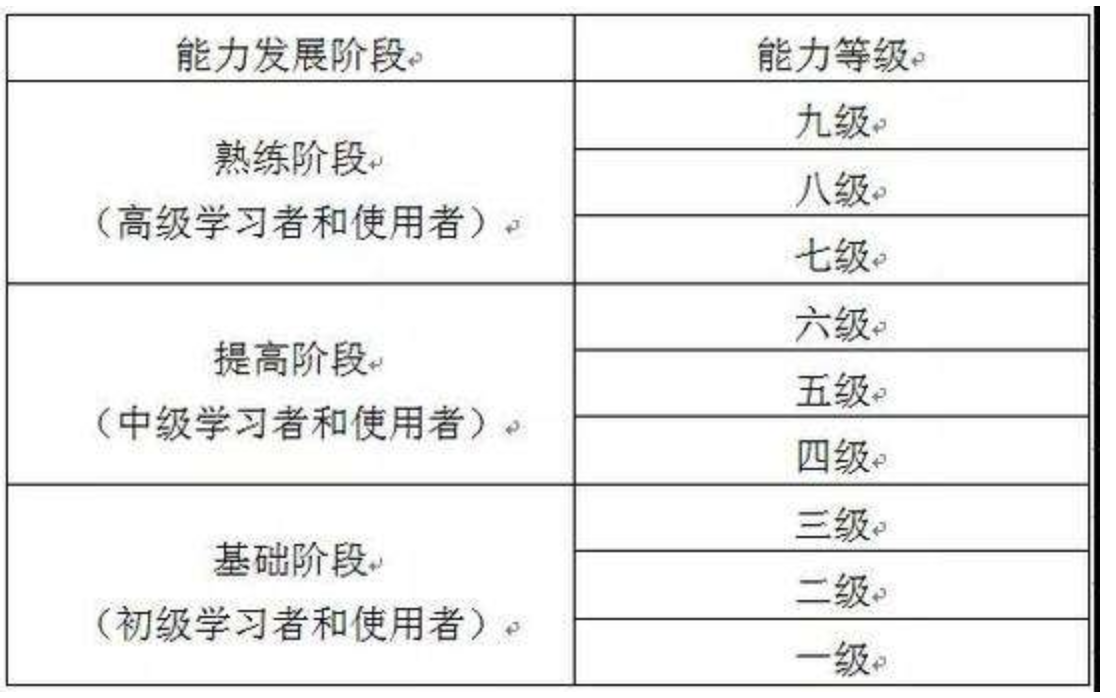 能力发展阶段 能力等级
熟练阶段
（高级学习者和使用者）
九级
八级
七级
提高阶段
（中级学习者和使用者）
六级
五级
四级
基础阶段
（初级学习者和使用者）
三级
二级
一级